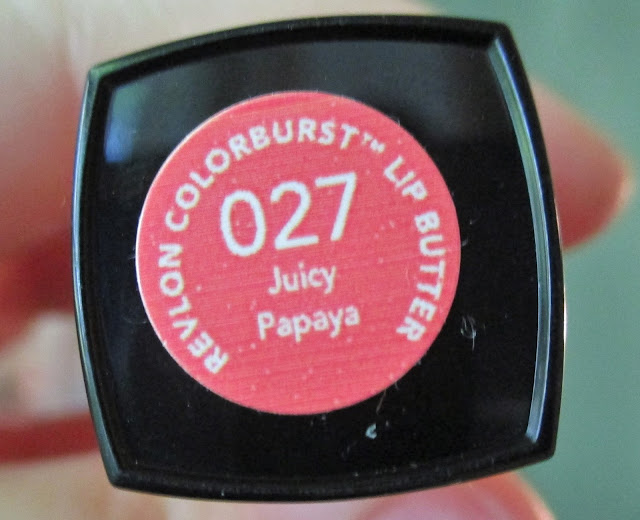 REVLON COLORBURST™ LIP BUTTER
027
Juicy
Papaya